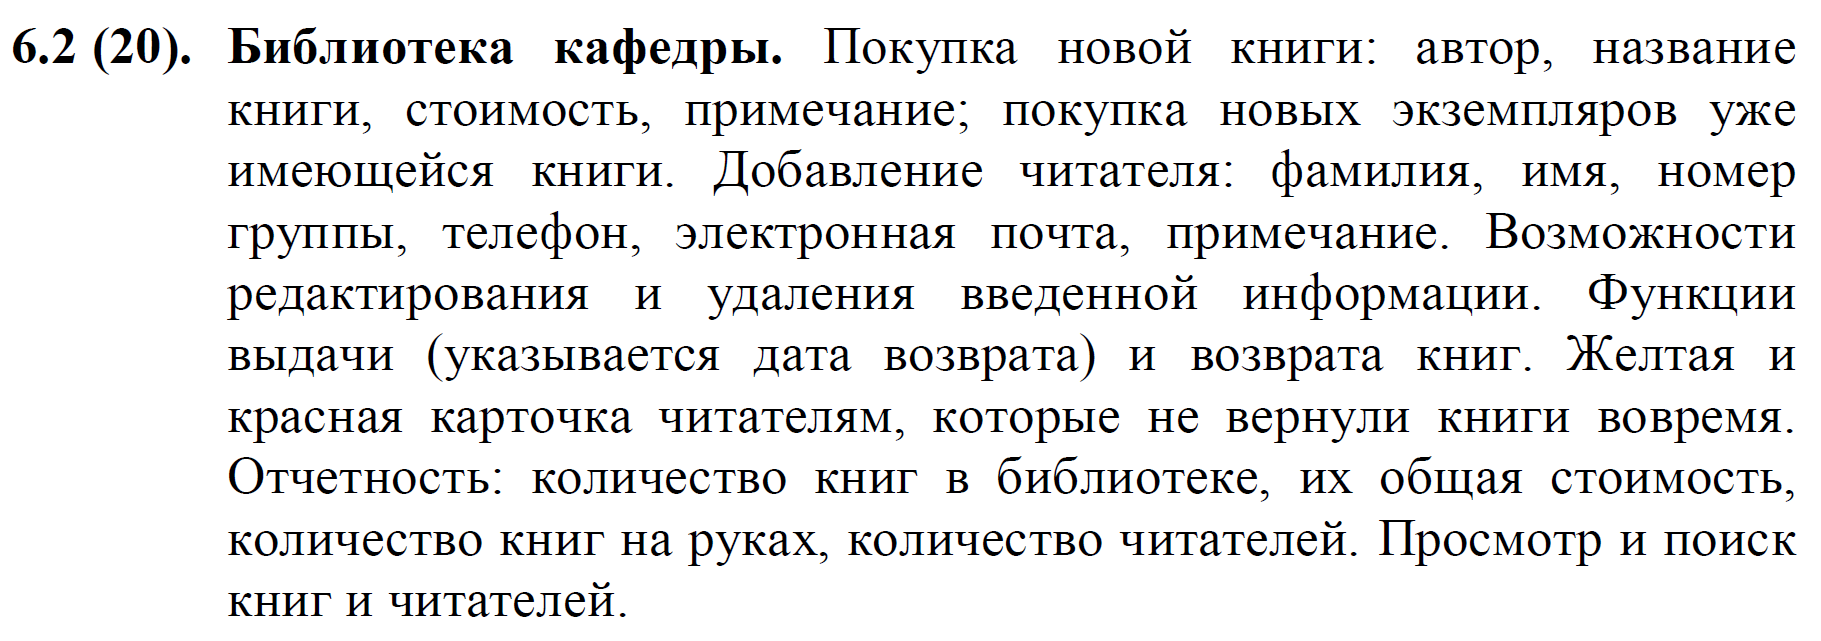 6.2 (20). Библиотека кафедры. Покупка новой книги: автор, название
книги, стоимость, примечание; покупка новых экземпляров уже
имеющейся книги. Добавление читателя: фамилия, имя, номер
группы, телефон, электронная почта, примечание. Возможности
редактирования и удаления введенной информации. Функции
выдачи (указывается дата возврата) и возврата книг. Желтая и
красная карточка читателям, которые не вернули книги вовремя.
Отчетность: количество книг в библиотеке, их общая стоимость,
количество книг на руках, количество читателей. Просмотр и поиск
книг и читателей.